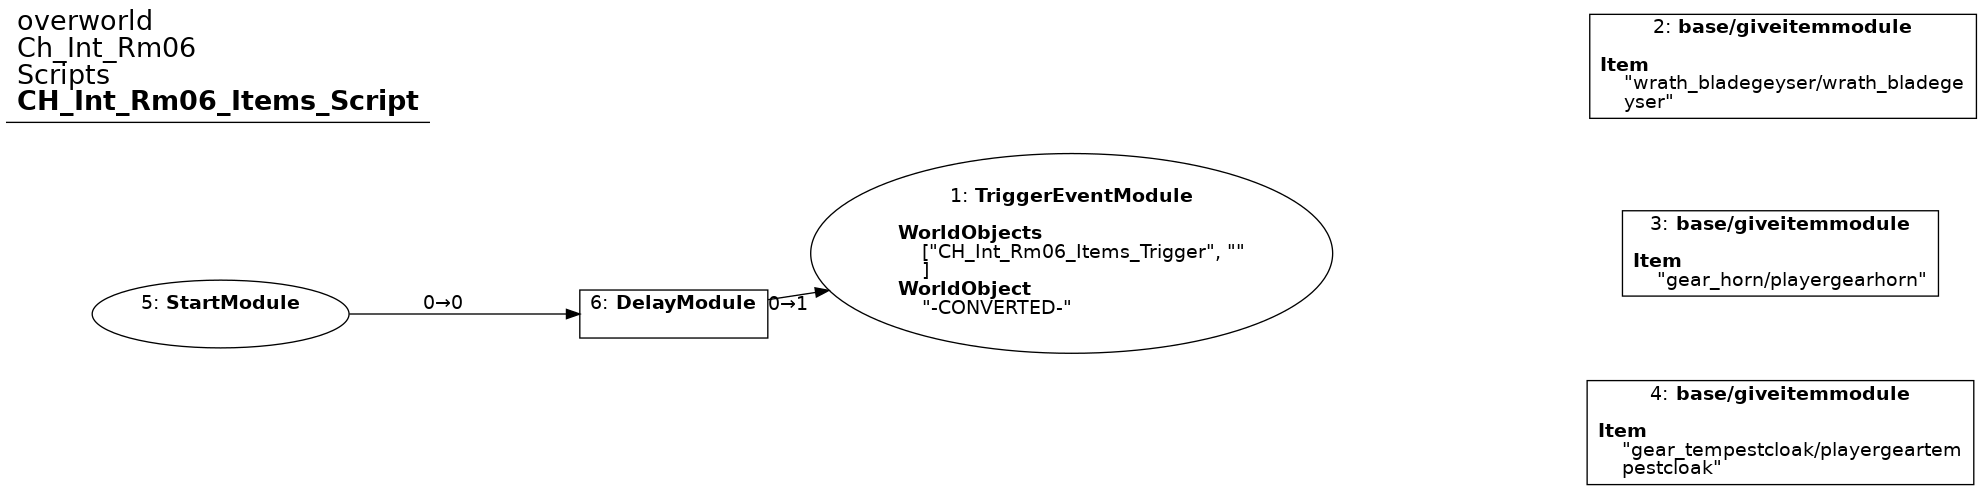 overworld
Ch_Int_Rm06
Scripts
CH_Int_Rm06_Items_Script
2: base/giveitemmodule
Item
"wrath_bladegeyser/wrath_bladege
yser"
1: TriggerEventModule
WorldObjects
["CH_Int_Rm06_Items_Trigger", ""
]
WorldObject
"-CONVERTED-"
3: base/giveitemmodule
Item
"gear_horn/playergearhorn"
5: StartModule
0→0
6: DelayModule
0→1
4: base/giveitemmodule
Item
"gear_tempestcloak/playergeartem
pestcloak"